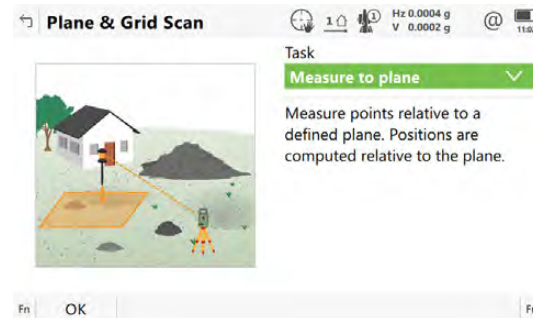 Plane & Grid Scan
1
1
Hz 0.0004 g
V 0.0002 g
@
Task
Measure to plane
Measure points relative to a
defined plane. Positions are
computed relative to the plane.
Fn
OK